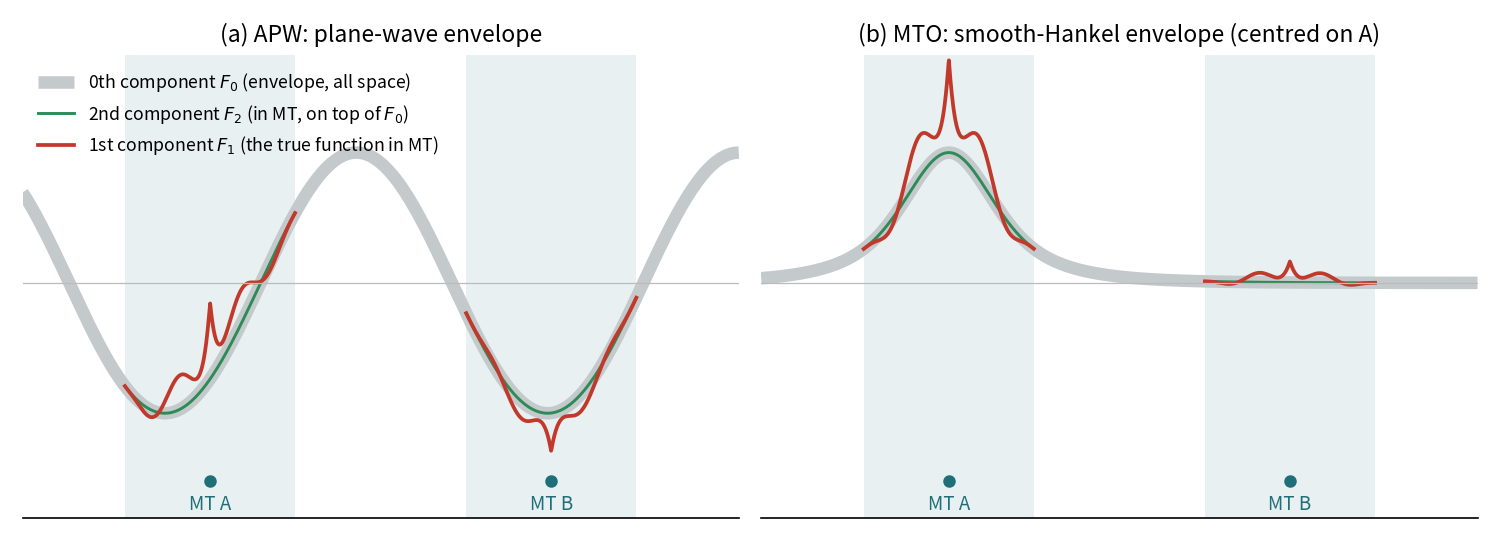 (a) APW: plane-wave envelope
0th component F₀ (envelope, all space)
2nd component F₂ (in MT, on top of F₀)
1st component F₁ (the true function in MT)
MT A
MT B
(b) MTO: smooth-Hankel envelope (centred on A)
MT A
MT B